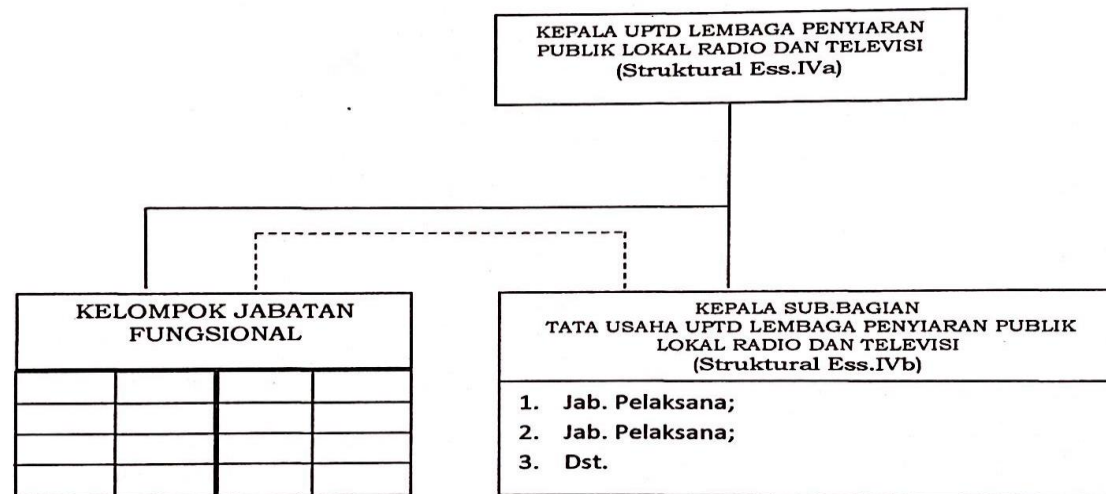 KEPALA UPTD LEMBAGA PENYIARAN
PUBLIK LOKAL RADIO DAN TELEVISI
(Struktural Ess.IVa)
KELOMPOK JABATAN
FUNGSIONAL
KEPALA SUB.BAGIAN
TATA USAHA UPTD LEMBAGA PENYIARAN PUBLIK
LOKAL RADIO DAN TELEVISI
(Struktural Ess.IVb)
1. Jab. Pelaksana;
2. Jab. Pelaksana;
3. Dst.